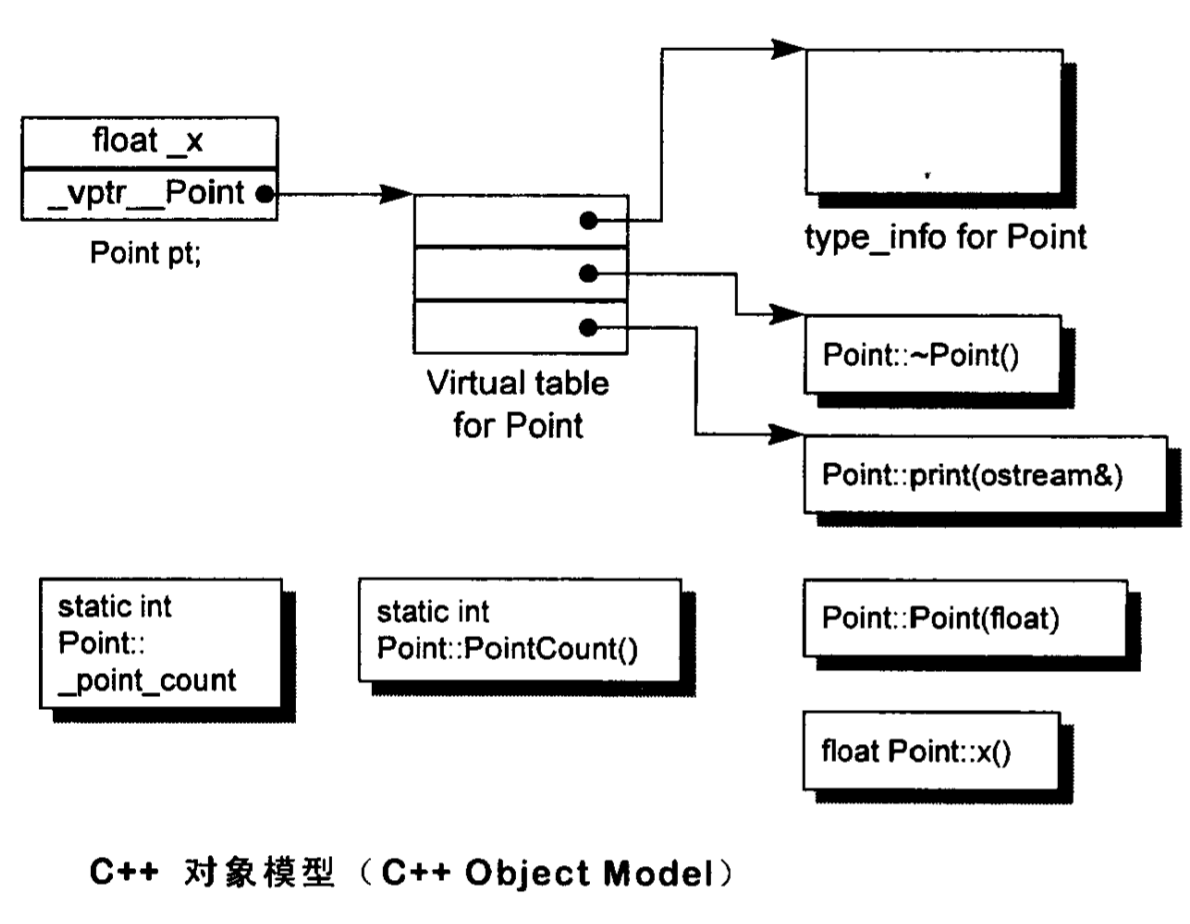 float _x
_vptr__Point
Point pt;
Virtual table
for Point
type_info for Point
Point::~Point()
Point::print(ostream&)
static int
Point::
_point_count
static int
Point::PointCount()
Point::Point(float)
float Point::x()
C++ 对象模型（C++ Object Model）